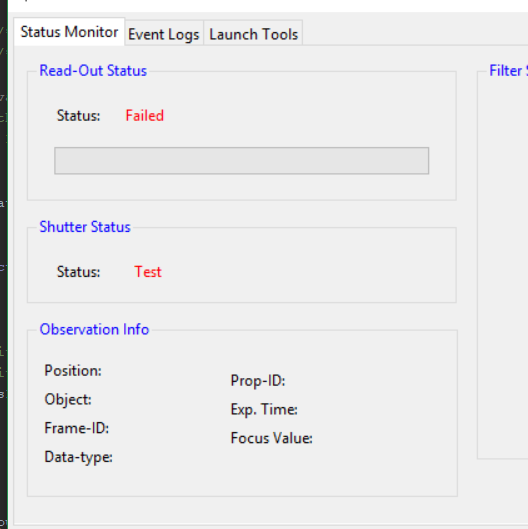 Status Monitor Event Logs Launch Tools
Read-Out Status
Status: Failed
Shutter Status
Status: Test
Observation Info
Position:
Object:
Frame-ID:
Data-type:
Prop-ID:
Exp. Time:
Focus Value:
Filter